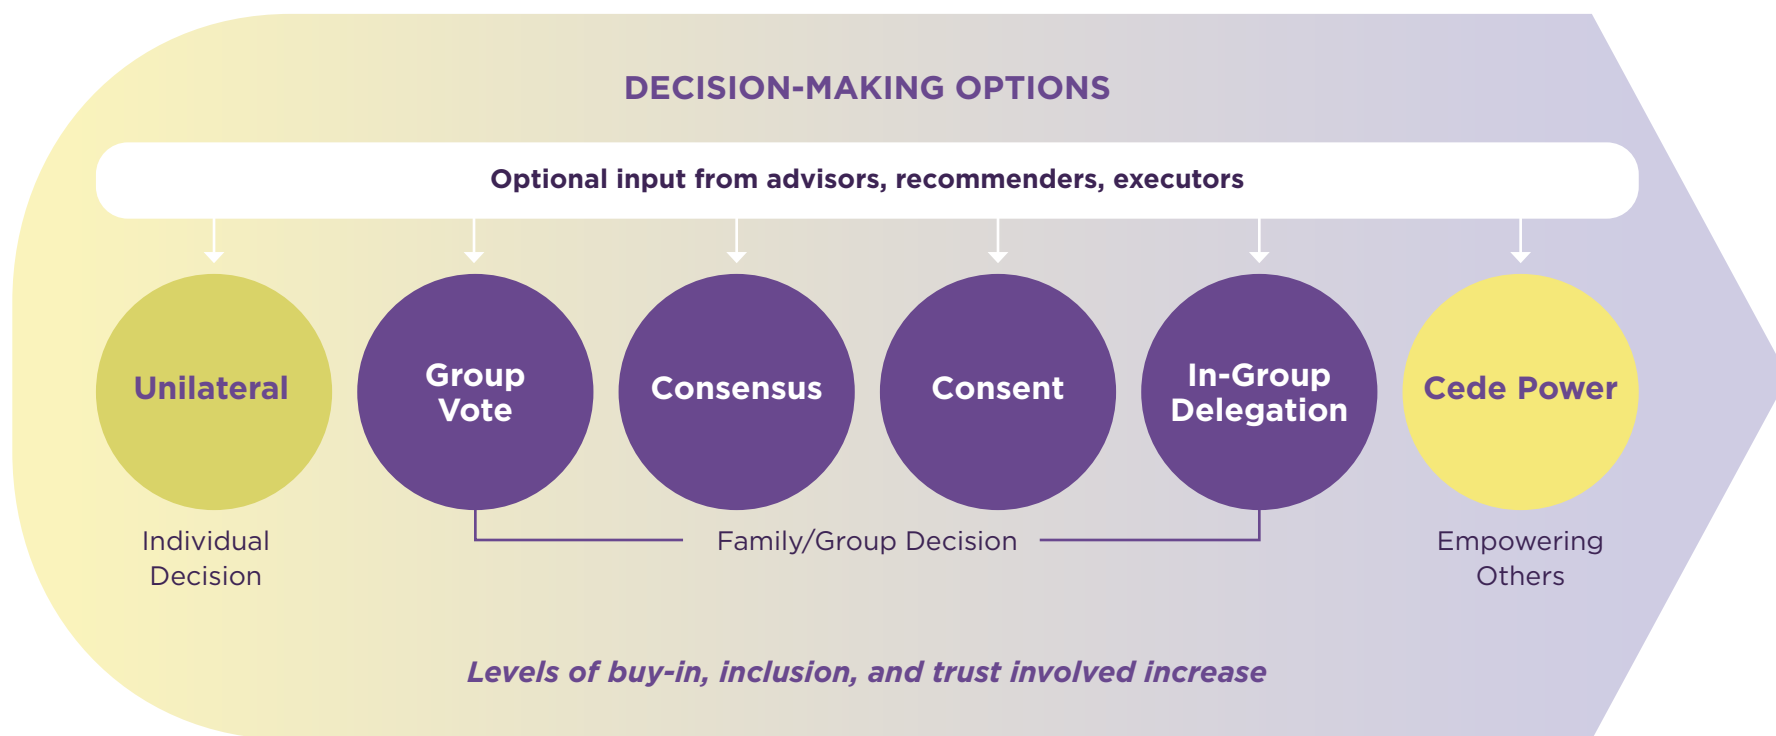 DECISION-MAKING OPTIONS
Optional input from advisors, recommenders, executors
Unilateral
Group
Vote
Consensus
Consent
In-Group
Delegation
Cede Power
Individual
Decision
Family/Group Decision
Empowering
Others
Levels of buy-in, inclusion, and trust involved increase